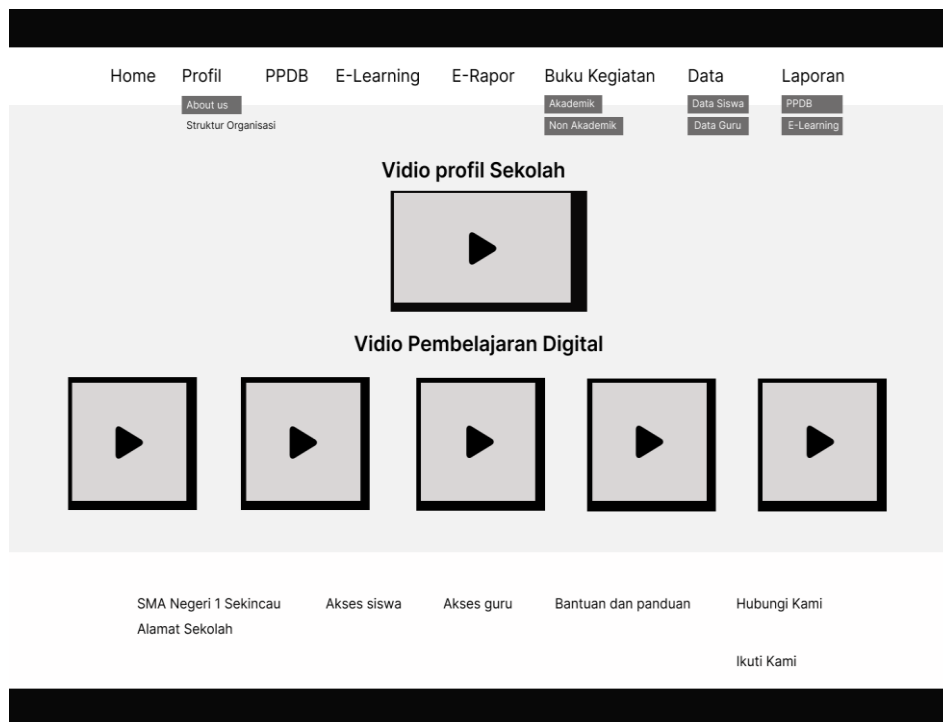 Home Profil PPDB E-Learning E-Rapor Buku Kegiatan Data Laporan
About us Akademik Data Siswa PPDB
Struktur Organisasi Non Akademik Data Guru E-Learning
Vidio profil Sekolah
Vidio Pembelajaran Digital
SMA Negeri 1 Sekincau Akses siswa Akses guru Bantuan dan panduan Hubungi Kami
Alamat Sekolah
Ikuti Kami